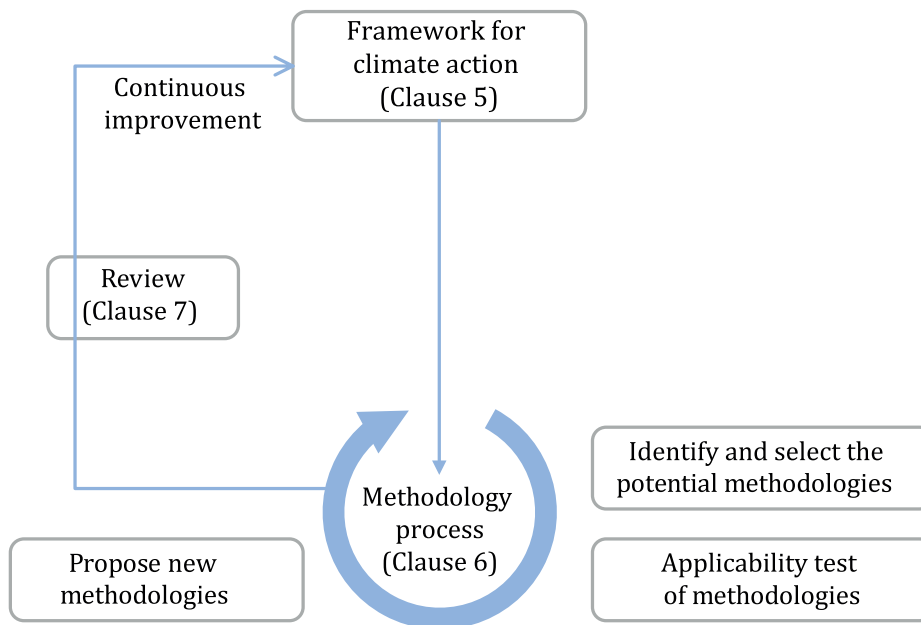 Framework for
climate action
(Clause 5)
Continuous
improvement
Review
(Clause 7)
Methodology
process
(Clause 6)
Identify and select the
potential methodologies
Applicability test
of methodologies
Propose new
methodologies